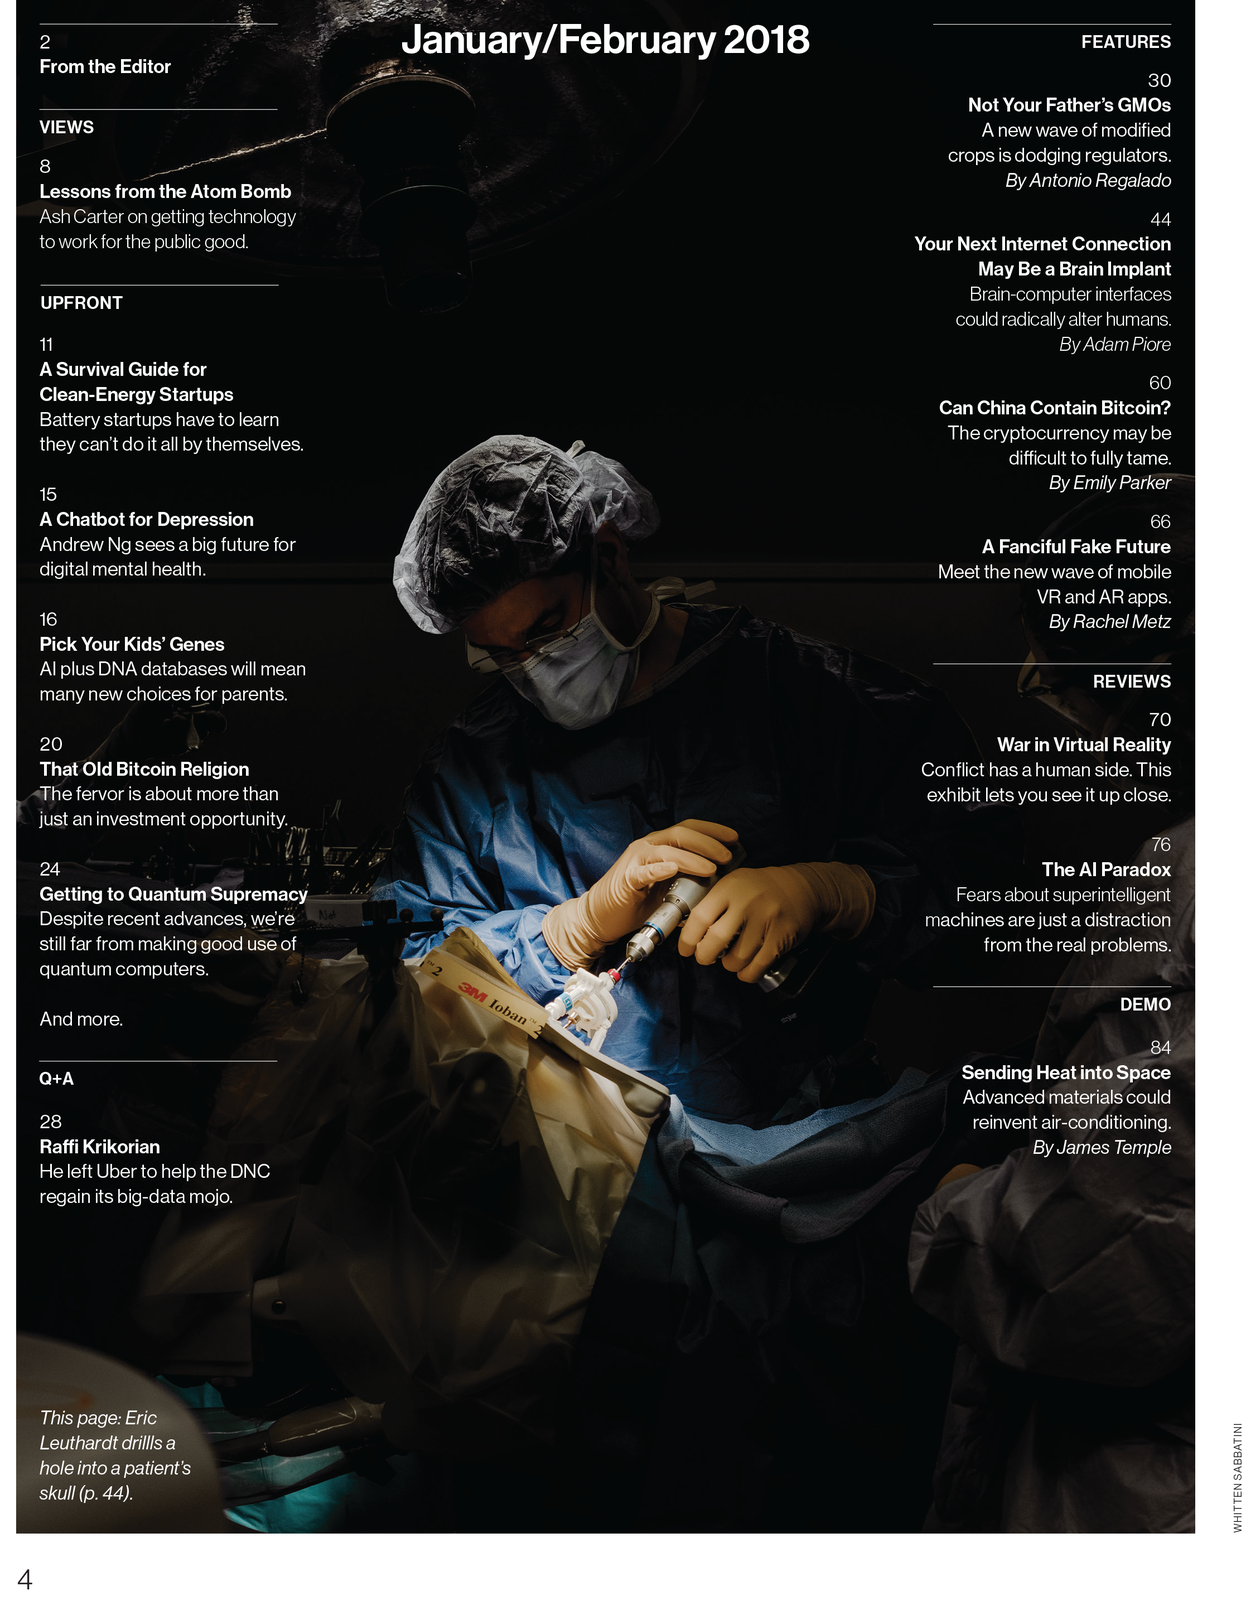 January/February 2018
2
From the Editor
VIEWS
8
Lessons from the Atom Bomb
Ash Carter on getting technology
to work for the public good.
UPFRONT
11
A Survival Guide for
Clean-Energy Startups
Battery startups have to learn
they can’t do it all by themselves.
15
A Chatbot for Depression
Andrew Ng sees a big future for
digital mental health.
16
Pick Your Kids’ Genes
AI plus DNA databases will mean
many new choices for parents.
20
That Old Bitcoin Religion
The fervor is about more than
just an investment opportunity.
24
Getting to Quantum Supremacy
Despite recent advances, we’re
still far from making good use of
quantum computers.
And more.
Q+A
28
Raffi Krikorian
He left Uber to help the DNC
regain its big-data mojo.
This page: Eric
Leuthardt drillls a
hole into a patient’s
skull (p. 44).
FEATURES
30
Not Your Father’s GMOs
A new wave of modified
crops is dodging regulators.
By Antonio Regalado
44
Your Next Internet Connection
May Be a Brain Implant
Brain-computer interfaces
could radically alter humans.
By Adam Piore
60
Can China Contain Bitcoin?
The cryptocurrency may be
difficult to fully tame.
By Emily Parker
66
A Fanciful Fake Future
Meet the new wave of mobile
VR and AR apps.
By Rachel Metz
REVIEWS
70
War in Virtual Reality
Conflict has a human side. This
exhibit lets you see it up close.
76
The AI Paradox
Fears about superintelligent
machines are just a distraction
from the real problems.
DEMO
84
Sending Heat into Space
Advanced materials could
reinvent air-conditioning.
By James Temple
™ 2 3M Ioban™ 2
WHITTEN SABBATINI
4